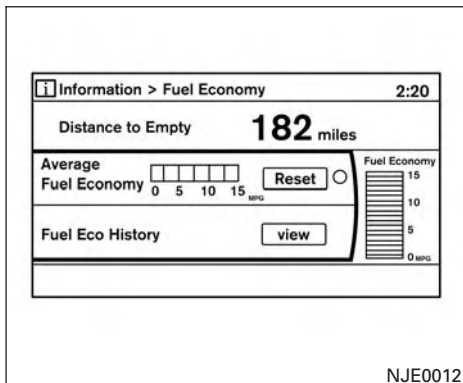 i Information > Fuel Economy 2:20
Distance to Empty 182 miles
Average
Fuel Economy 0 5 10 15 MPG Reset
Fuel Economy
15
10
5
0 MPG
Fuel Eco History view
NJE0012